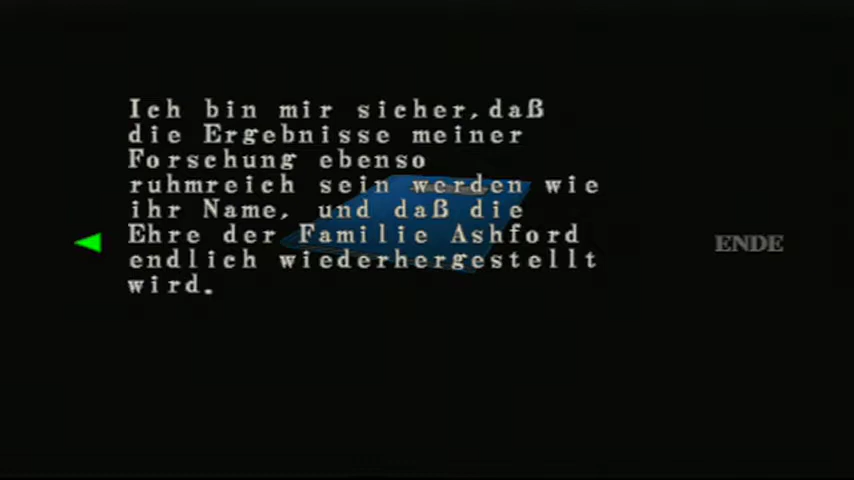 Ich bin mir sicher,daß
die Ergebnisse meiner
Forschung ebenso
ruhmreich sein werden wie
ihr Name, und daß die
Ehre der Familie Ashford
endlich wiederhergestellt
wird.
ENDE